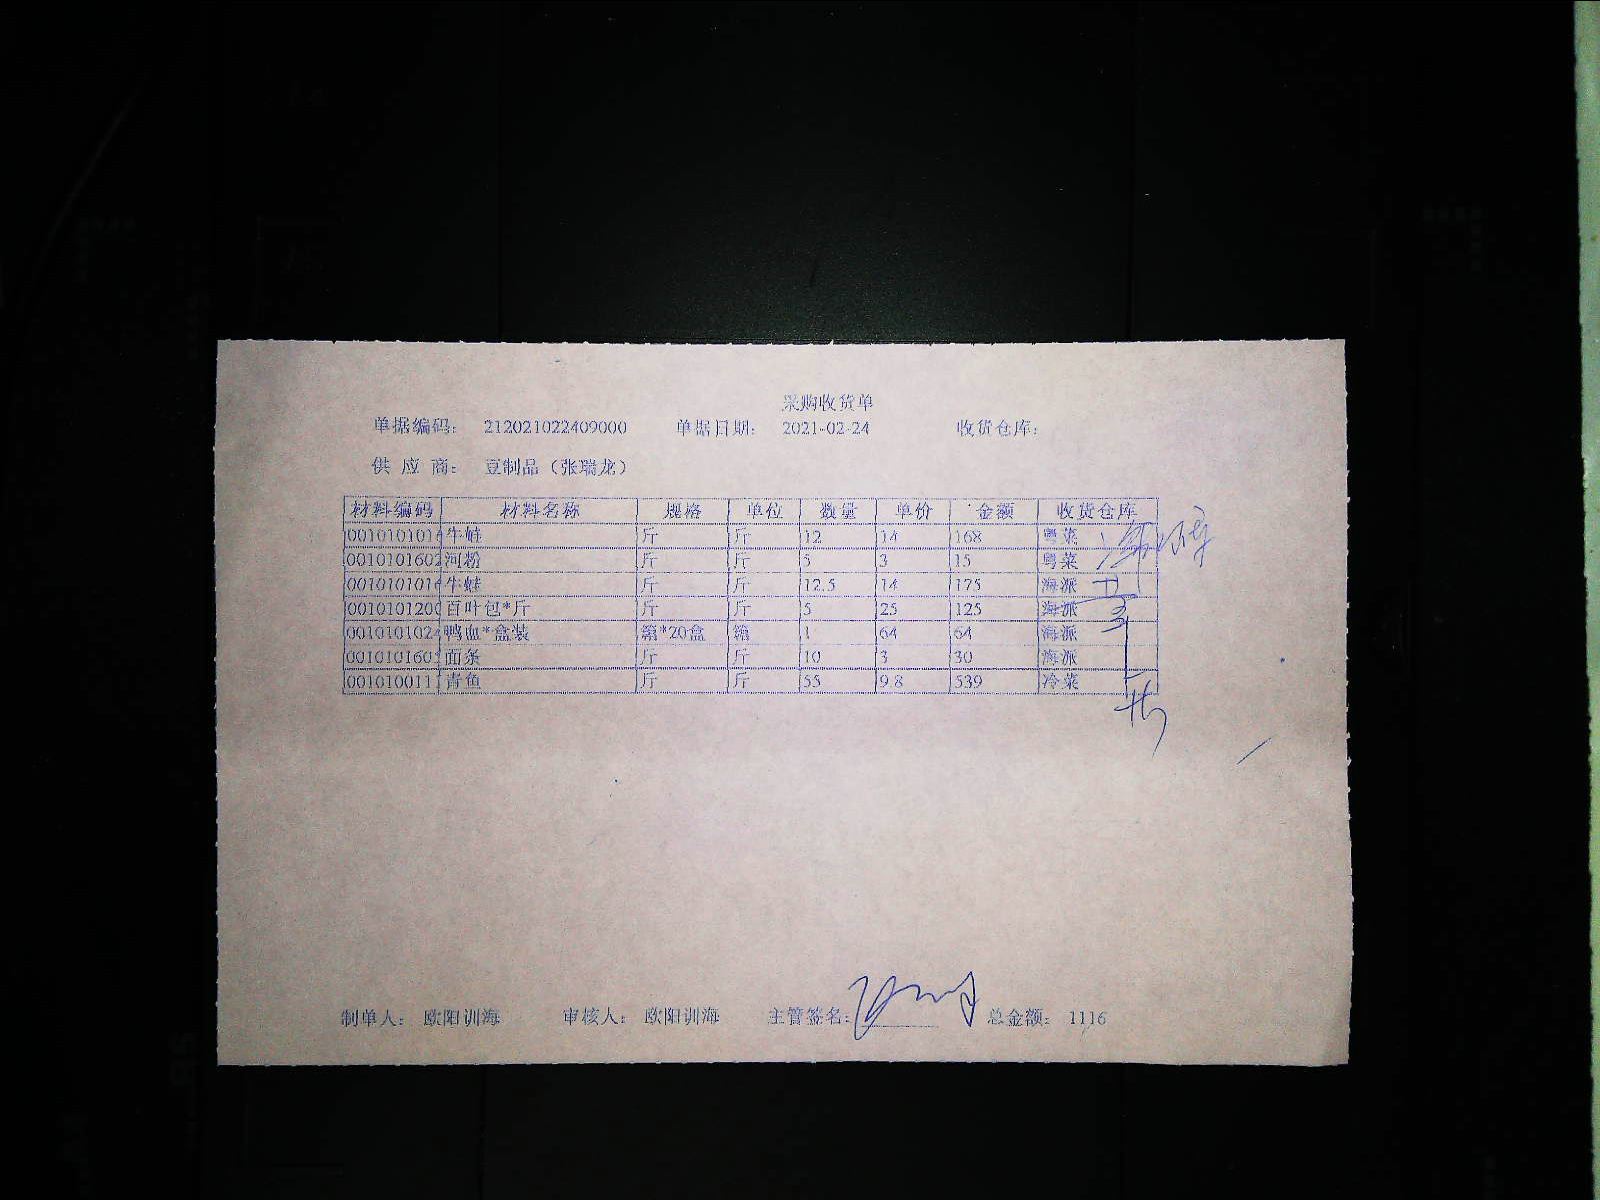 采购收货单
单据编码： 212021022409000 单据日期： 2021-02-24 收货仓库：
供 应 商： 豆制品（张瑞龙）
材料编码 材料名称 规格 单位 数量 单价 金额 收货仓库
001010101 牛蛙 斤 斤 12 14 168 粤菜
0010101602 河粉 斤 斤 5 3 15 粤菜
001010101 牛蛙 斤 斤 12.5 14 175 海派
001010120 百叶包*斤 斤 斤 5 25 125 海派
001010102 鸭血*盒装 箱*20盒 箱 1 64 64 海派
001010160 面条 斤 斤 10 3 30 海派
001010011 青鱼 斤 斤 55 9.8 539 冷菜
制单人： 欧阳训海 审核人： 欧阳训海 主管签名： 总金额： 1116